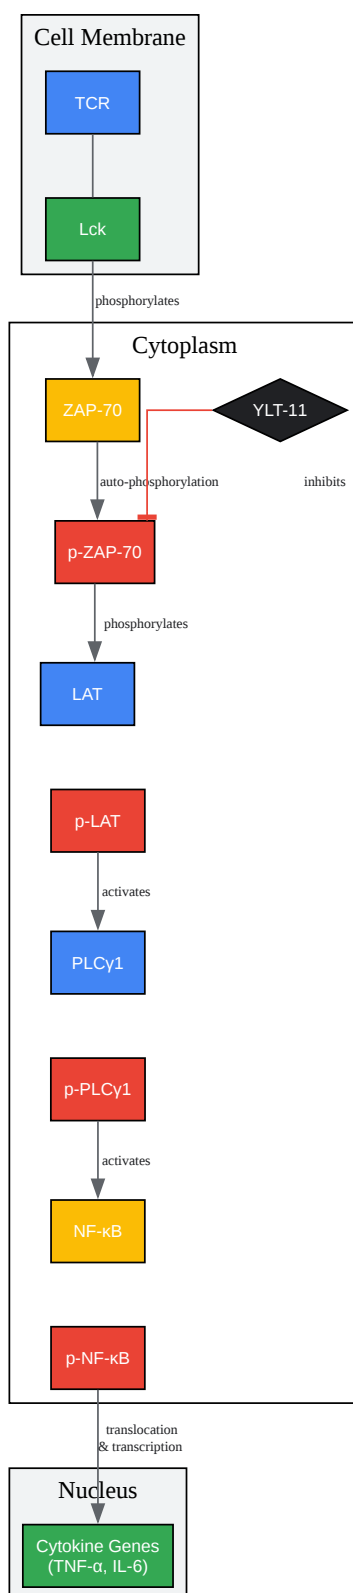 Cell Membrane
TCR
Lck
phosphorylates
Cytoplasm
ZAP-70
YLT-11
auto-phosphorylation
inhibits
p-ZAP-70
phosphorylates
LAT
p-LAT
activates
PLCγ1
p-PLCγ1
activates
NF-κB
p-NF-κB
translocation
& transcription
Nucleus
Cytokine Genes
(TNF-α, IL-6)